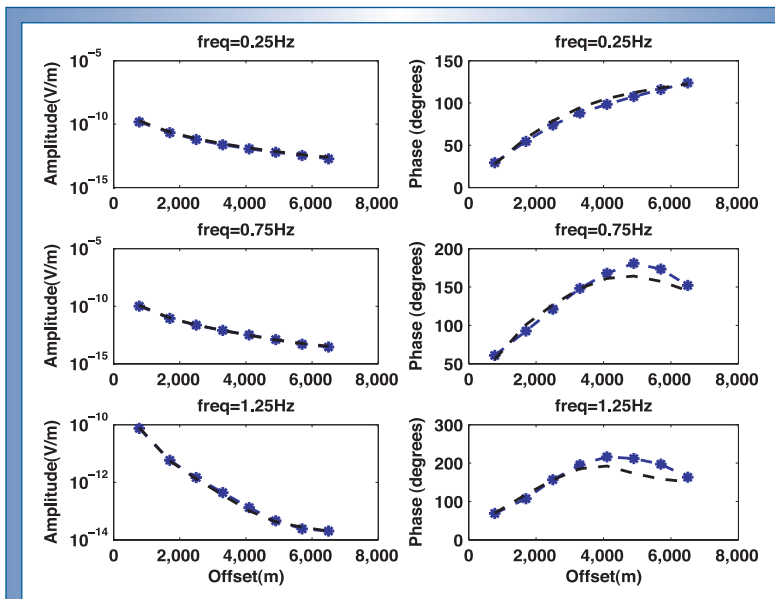 freq=0.25Hz
Amplitude(V/m)
10^-5
10^-10
10^-15
0 2,000 4,000 6,000 8,000
freq=0.25Hz
Phase (degrees)
150
100
50
0
0 2,000 4,000 6,000 8,000
freq=0.75Hz
Amplitude(V/m)
10^-5
10^-10
10^-15
0 2,000 4,000 6,000 8,000
freq=0.75Hz
Phase (degrees)
200
150
100
50
0 2,000 4,000 6,000 8,000
freq=1.25Hz
Amplitude(V/m)
10^-10
10^-12
10^-14
0 2,000 4,000 6,000 8,000
Offset(m)
freq=1.25Hz
Phase (degrees)
300
200
100
0
0 2,000 4,000 6,000 8,000
Offset(m)